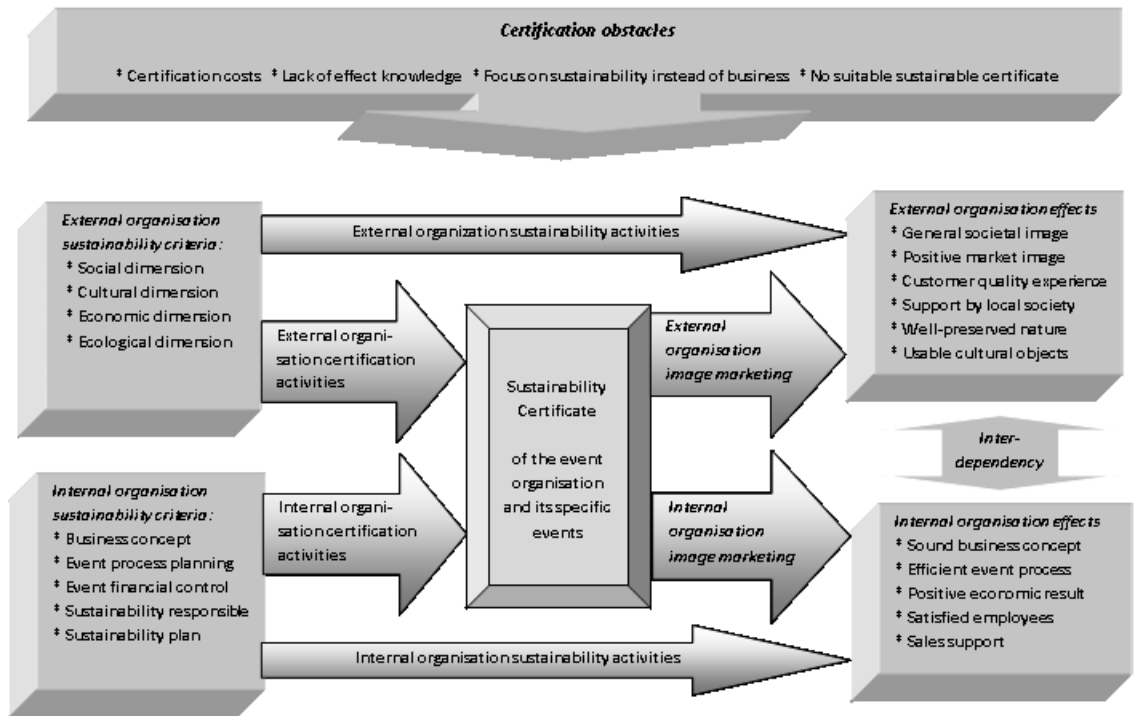 Certification obstacles
* Certification costs * Lack of effect knowledge * Focus on sustainability instead of business * No suitable sustainable certificate
External organisation
sustainability criteria:
* Social dimension
* Cultural dimension
* Economic dimension
* Ecological dimension
External organization sustainability activities
External organi-
sation certification
activities
Internal organisation
sustainability criteria:
* Business concept
* Event process planning
* Event financial control
* Sustainability responsible
* Sustainability plan
Internal organi-
sation certification
activities
Internal organisation sustainability activities
Sustainability
Certificate
of the event
organisation
and its specific
events
External
organisation
image marketing
Internal
organisation
image marketing
External organisation effects
* General societal image
* Positive market image
* Customer quality experience
* Support by local society
* Well-preserved nature
* Usable cultural objects
Inter-
dependency
Internal organisation effects
* Sound business concept
* Efficient event process
* Positive economic result
* Satisfied employees
* Sales support